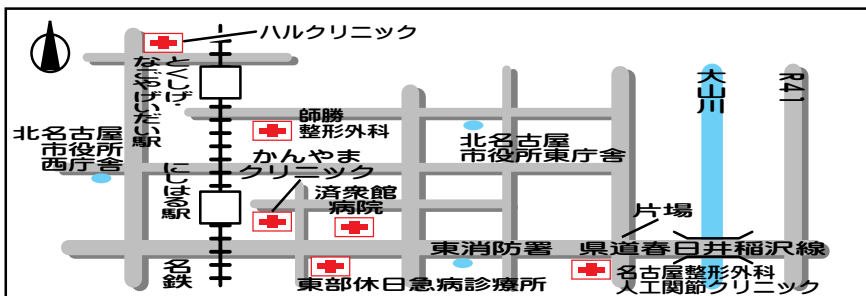 ハルクリニック
とくしげ・
なごやげいだい駅
師勝
整形外科
北名古屋
市役所
西庁舎
北名古屋
市役所東庁舎
かんやま
クリニック
にしはる駅
済衆館
病院
大山川
R41
片場
東消防署
県道春日井稲沢線
名鉄
東部休日急病診療所
名古屋整形外科
人工関節クリニック